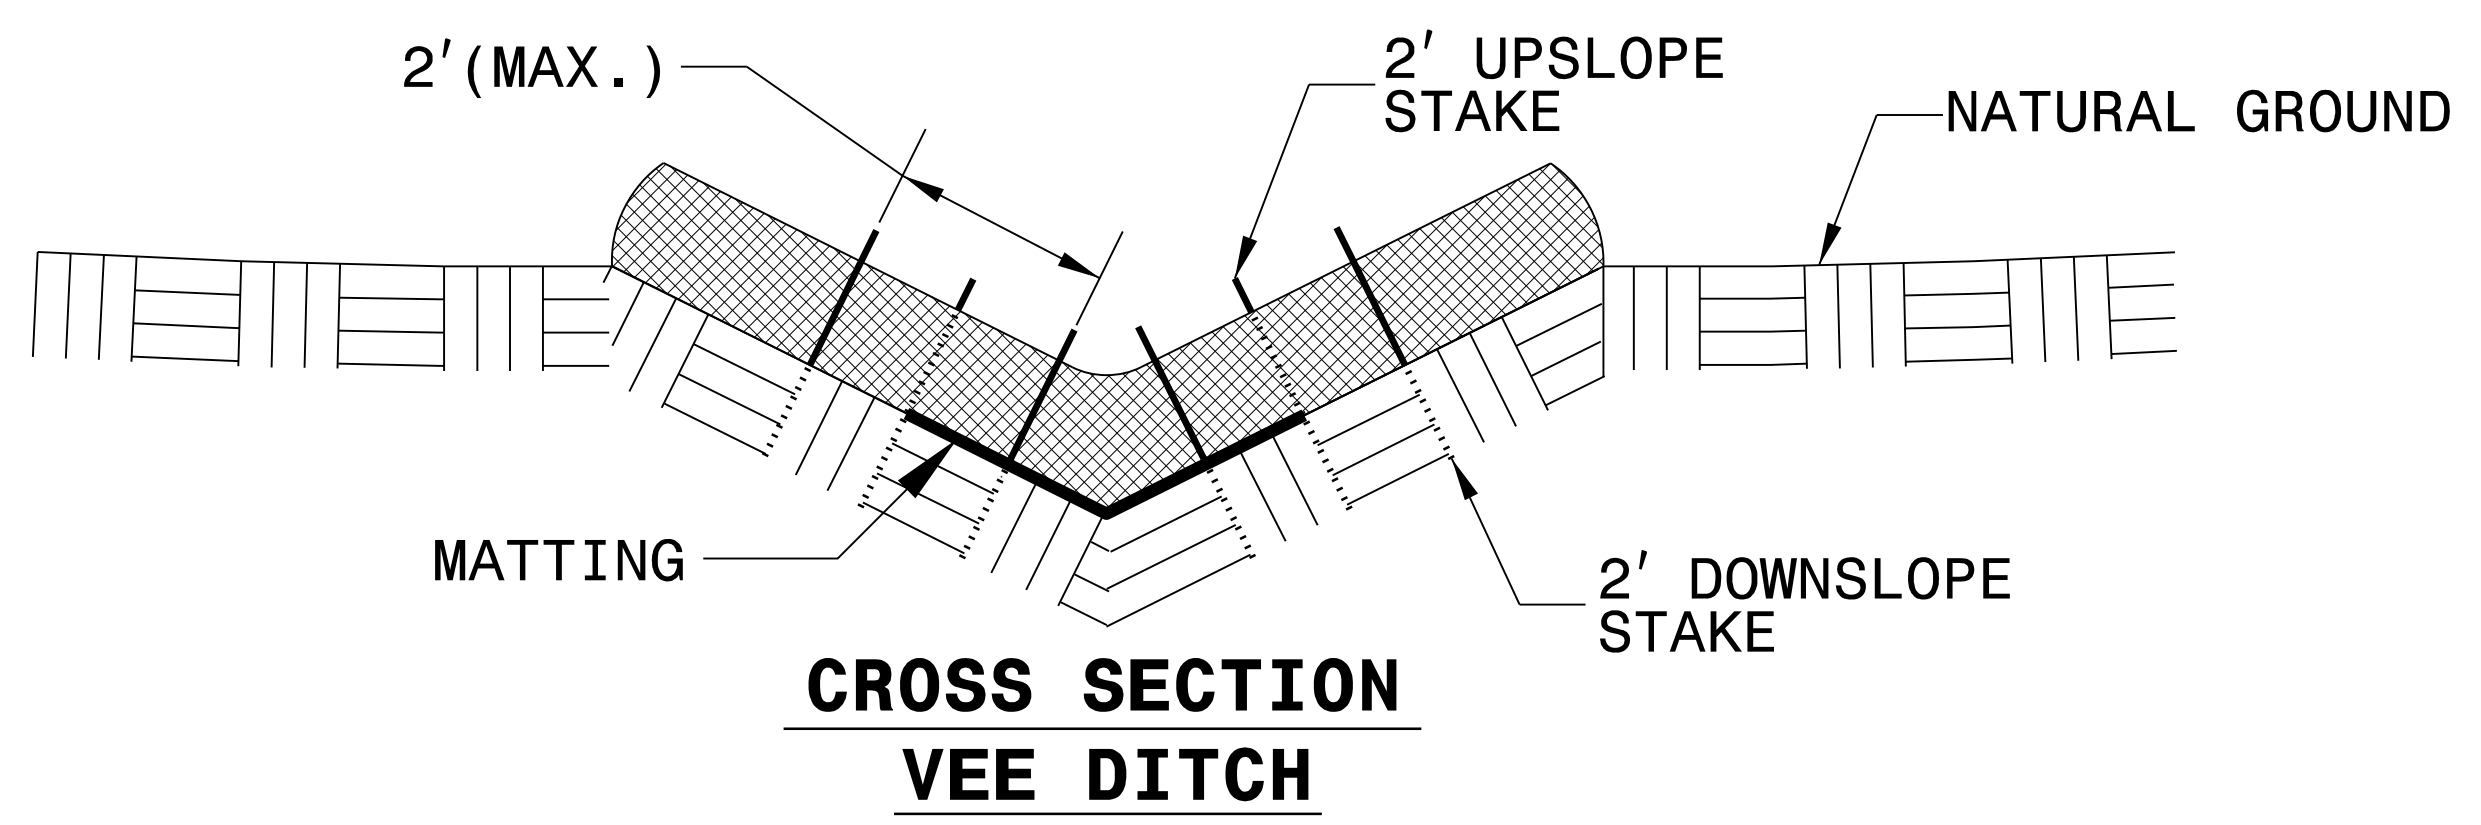 2'(MAX.)
2' UPSLOPE
STAKE
NATURAL GROUND
MATTING
2' DOWNSLOPE
STAKE
CROSS SECTION
VEE DITCH